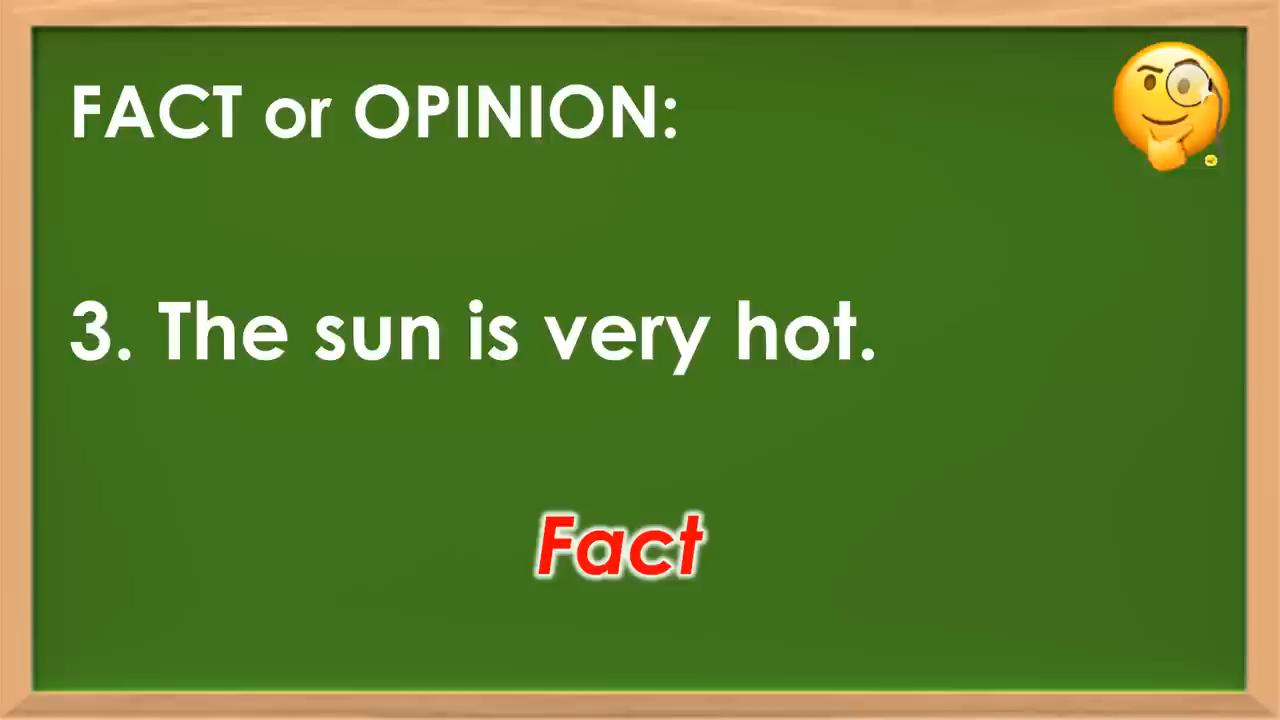 FACT or OPINION:
3. The sun is very hot.
Fact